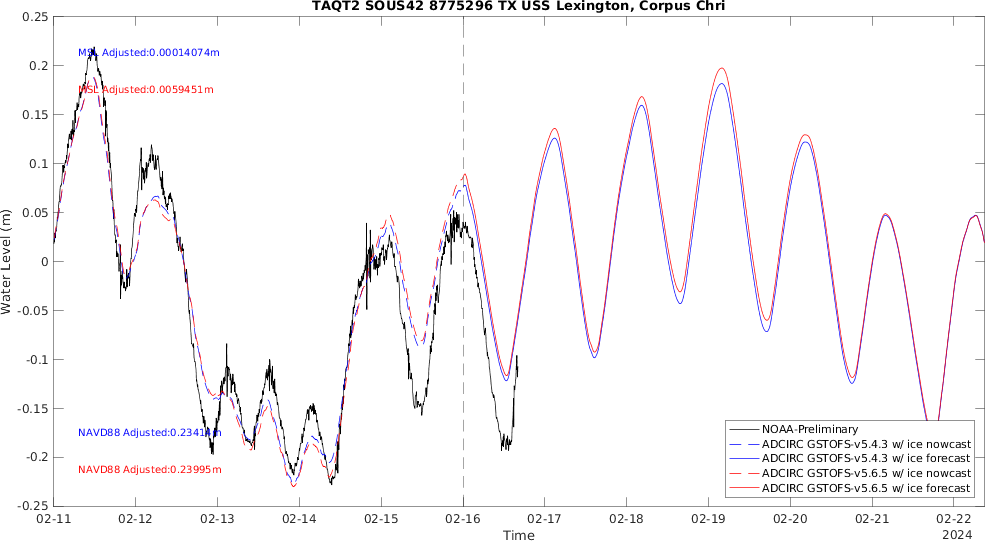 TAQT2 SOUS42 8775296 TX USS Lexington, Corpus Chri
0.25
0.2
0.15
0.1
0.05
0
-0.05
-0.1
-0.15
-0.2
-0.25
Water Level (m)
MSL Adjusted:0.00014074m
MSL Adjusted:0.0059451m
NAVD88 Adjusted:0.23414m
NAVD88 Adjusted:0.23995m
NOAA-Preliminary
ADCIRC GSTOFS-v5.4.3 w/ ice nowcast
ADCIRC GSTOFS-v5.4.3 w/ ice forecast
ADCIRC GSTOFS-v5.6.5 w/ ice nowcast
ADCIRC GSTOFS-v5.6.5 w/ ice forecast
02-11 02-12 02-13 02-14 02-15 02-16 02-17 02-18 02-19 02-20 02-21 02-22
Time
2024